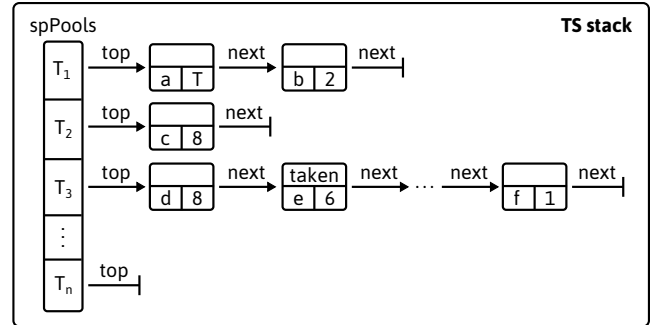 spPools TS stack
T₁ top a T next b 2 next
T₂ top c 8 next
T₃ top d 8 next taken e 6 next ... next f 1 next
⋮
Tₙ top